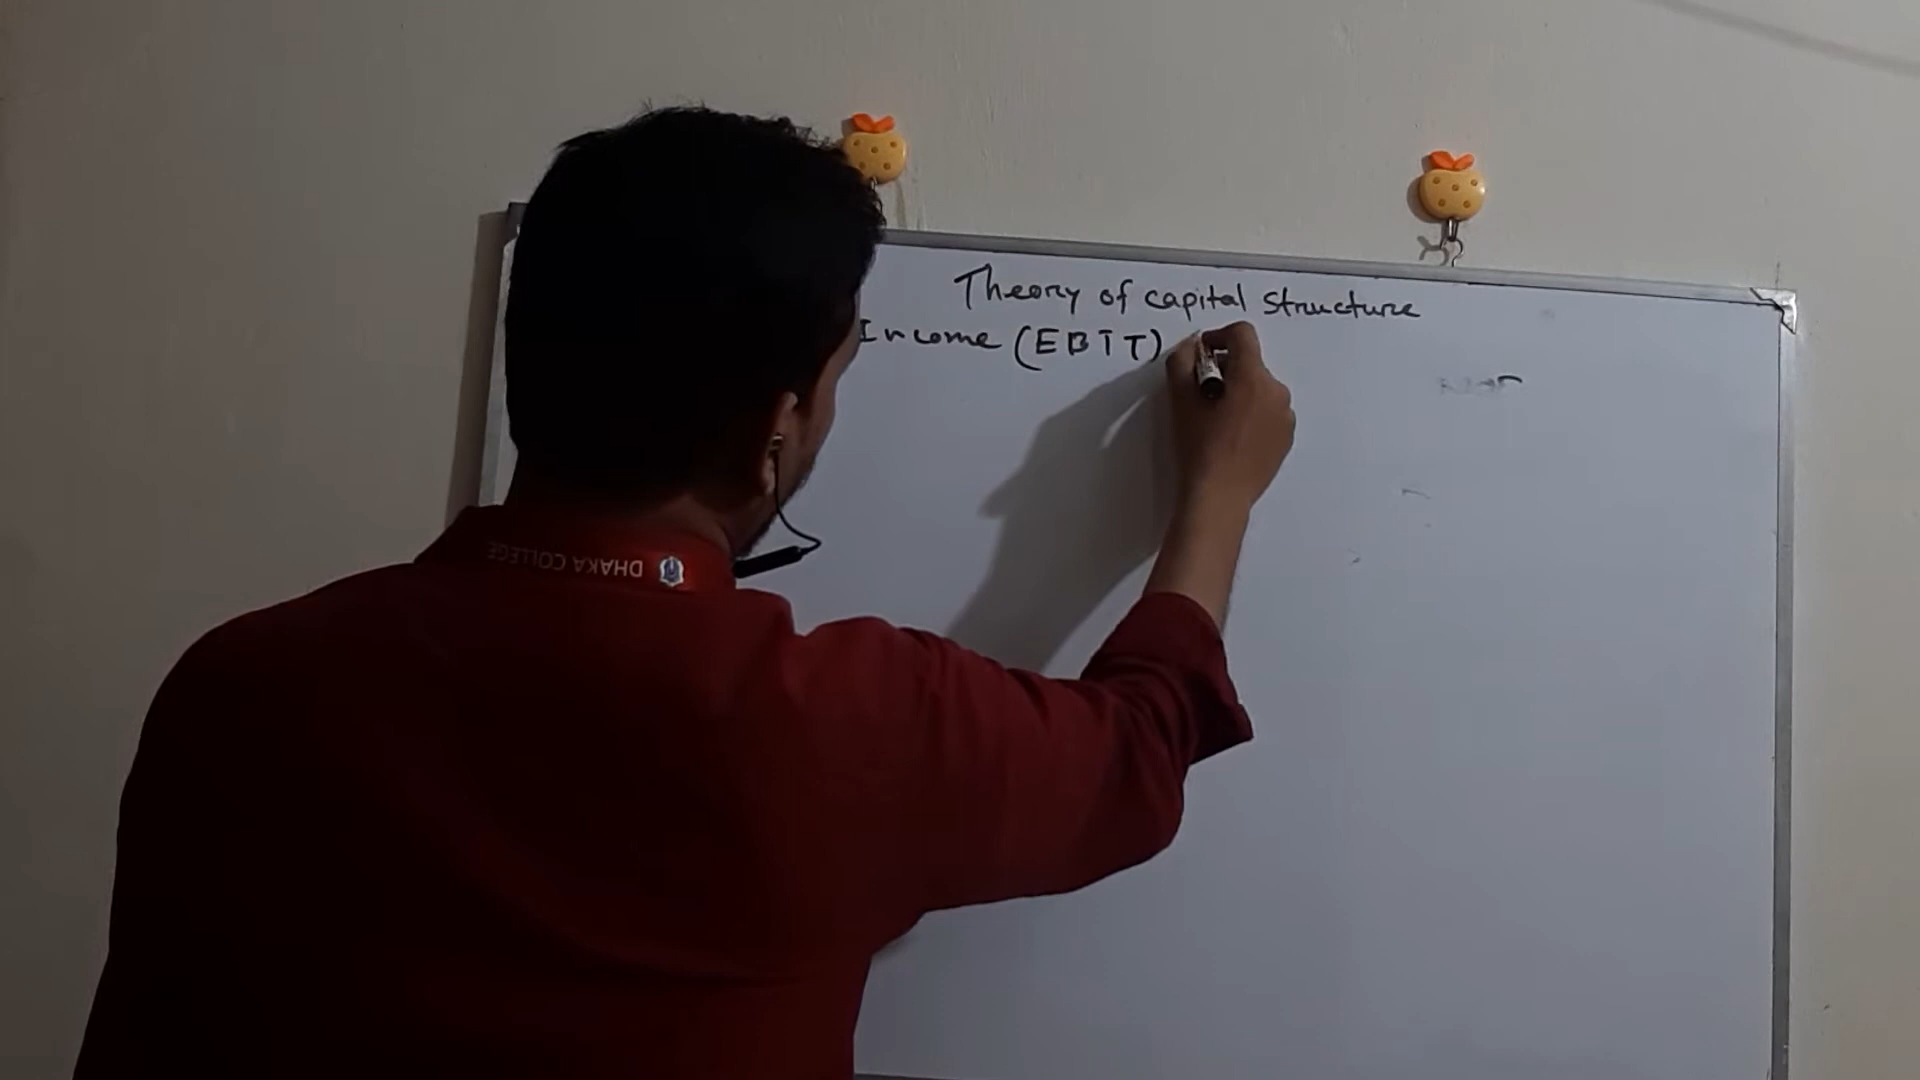 Theory of capital structure
Income (EBIT)
DHAKA COLLEGE